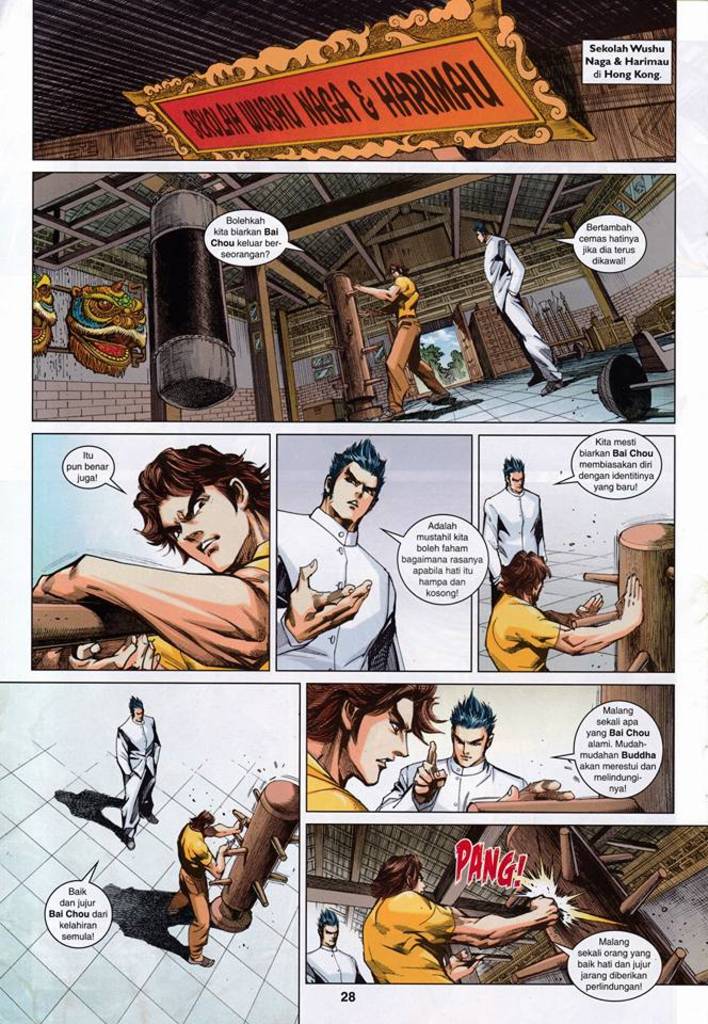 Sekolah Wushu
Naga & Harimau
di Hong Kong.
SEKOLAH WUSHU NAGA & HARIMAU
Bolehkah
kita biarkan Bai
Chou keluar ber-
seorangan?
Bertambah
cemas hatinya
jika dia terus
dikawal!
Itu
pun benar
juga!
Adalah
mustahil kita
boleh faham
bagaimana rasanya
apabila hati itu
hampa dan
kosong!
Kita mesti
biarkan Bai Chou
membiasakan diri
dengan identitinya
yang baru!
Baik
dan jujur
Bai Chou dari
kelahiran
semula!
Malang
sekali apa
yang Bai Chou
alami. Mudah-
mudahan Buddha
akan merestui dan
melindungi-
nya!
PANG!
Malang
sekali orang yang
baik hati dan jujur
jarang diberikan
perlindungan!
28